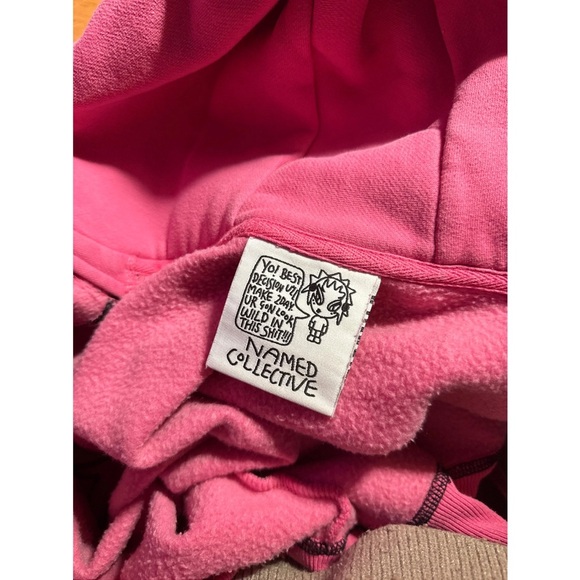 YO! BEST
DECISION U'Z
MAKE 2DAY.
UR GON LOOK
WILD IN
THIS SHIT!!!
NAMED
COLLECTIVE